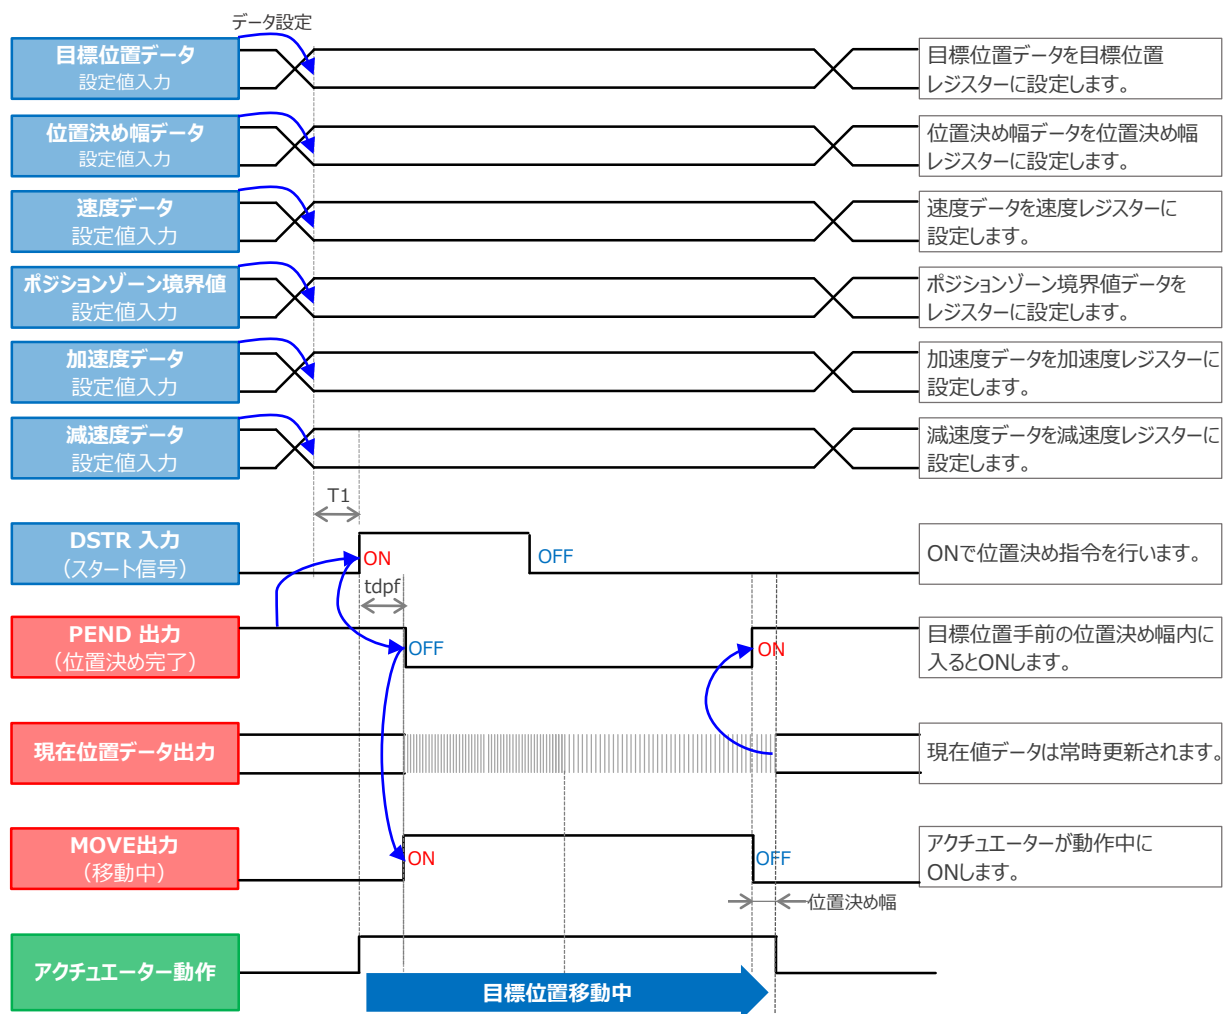 データ設定
目標位置データ
設定値入力
目標位置データを目標位置
レジスターに設定します。
位置決め幅データ
設定値入力
位置決め幅データを位置決め幅
レジスターに設定します。
速度データ
設定値入力
速度データを速度レジスターに
設定します。
ポジションゾーン境界値
設定値入力
ポジションゾーン境界値データを
レジスターに設定します。
加速度データ
設定値入力
加速度データを加速度レジスターに
設定します。
減速度データ
設定値入力
減速度データを減速度レジスターに
設定します。
T1
DSTR 入力
（スタート信号）
ON
OFF
ONで位置決め指令を行います。
tdpf
PEND 出力
（位置決め完了）
OFF
ON
目標位置手前の位置決め幅内に
入るとONします。
現在位置データ出力
現在値データは常時更新されます。
MOVE出力
（移動中）
ON
OFF
アクチュエーターが動作中に
ONします。
位置決め幅
アクチュエーター動作
目標位置移動中